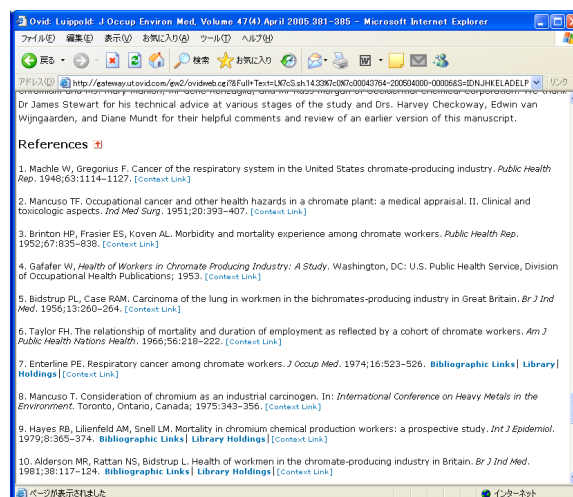 Ovid: Luippold: J Occup Environ Med, Volume 47(4).April 2005.381-385 - Microsoft Internet Explorer
ファイル(F) 編集(E) 表示(V) お気に入り(A) ツール(T) ヘルプ(H)
戻る 検索 お気に入り
アドレス(D) http://gateway.ut.ovid.com/gw2/ovidweb.cgi?&Full+Text=L%7cS.sh.14.33%7c0%7c00043764-200504000-00006&S=IDNJHKELADELP リンク
Dr James Stewart for his technical advice at various stages of the study and Drs. Harvey Checkoway, Edwin van
Wijngaarden, and Diane Mundt for their helpful comments and review of an earlier version of this manuscript.
References
1. Machle W, Gregorius F. Cancer of the respiratory system in the United States chromate-producing industry. Public Health
Rep. 1948;63:1114–1127. [Context Link]
2. Mancuso TF. Occupational cancer and other health hazards in a chromate plant: a medical appraisal. II. Clinical and
toxicologic aspects. Ind Med Surg. 1951;20:393–407. [Context Link]
3. Brinton HP, Frasier ES, Koven AL. Morbidity and mortality experience among chromate workers. Public Health Rep.
1952;67:835–838. [Context Link]
4. Gafafer W, Health of Workers in Chromate Producing Industry: A Study. Washington, DC: U.S. Public Health Service, Division
of Occupational Health Publications; 1953. [Context Link]
5. Bidstrup PL, Case RAM. Carcinoma of the lung in workmen in the bichromates-producing industry in Great Britain. Br J Ind
Med. 1956;13:260–264. [Context Link]
6. Taylor FH. The relationship of mortality and duration of employment as reflected by a cohort of chromate workers. Am J
Public Health Nations Health. 1966;56:218–222. [Context Link]
7. Enterline PE. Respiratory cancer among chromate workers. J Occup Med. 1974;16:523–526. Bibliographic Links| Library
Holdings| [Context Link]
8. Mancuso T. Consideration of chromium as an industrial carcinogen. In: International Conference on Heavy Metals in the
Environment. Toronto, Ontario, Canada; 1975:343–356. [Context Link]
9. Hayes RB, Lilienfeld AM, Snell LM. Mortality in chromium chemical production workers: a prospective study. Int J Epidemiol.
1979;8:365–374. Bibliographic Links| Library Holdings| [Context Link]
10. Alderson MR, Rattan NS, Bidstrup L. Health of workmen in the chromate-producing industry in Britain. Br J Ind Med.
1981;38:117–124. Bibliographic Links| Library Holdings| [Context Link]
ページが表示されました インターネット